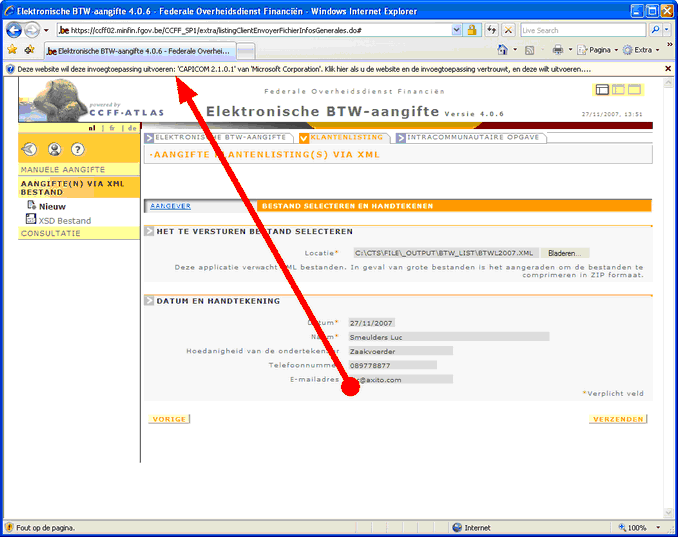 Elektronische BTW-aangifte 4.0.6 - Federale Overheidsdienst Financiën - Windows Internet Explorer
https://ccff02.minfin.fgov.be/CCFF_SP1/extra/listingClientEnvoyerFichierInfosGenerales.do#
Live Search
Elektronische BTW-aangifte 4.0.6 - Federale Overhei...
Pagina
Extra
Deze website wil deze invoegtoepassing uitvoeren: 'CAPICOM 2.1.0.1' van 'Microsoft Corporation'. Klik hier als u de website en de invoegtoepassing vertrouwt, en deze wilt uitvoeren....
Federale Overheidsdienst Financiën
powered by
CCFF-ATLAS
Elektronische BTW-aangifte Versie 4.0.6
27/11/2007, 13:51
nl | fr | de
ELEKTRONISCHE BTW-AANGIFTE
KLANTENLISTING
INTRACOMMUNAUTAIRE OPGAVE
·AANGIFTE KLANTENLISTING(S) VIA XML
MANUELE AANGIFTE
AANGIFTE(N) VIA XML BESTAND
Nieuw
XSD Bestand
CONSULTATIE
AANGEVER
BESTAND SELECTEREN EN HANDTEKENEN
HET TE VERSTUREN BESTAND SELECTEREN
Locatie* C:\CTS\FILE\_OUTPUT\BTW_LIST\BTWL2007.XML Bladeren...
Deze applicatie verwacht XML bestanden. In geval van grote bestanden is het aangeraden om de bestanden te
comprimeren in ZIP formaat.
DATUM EN HANDTEKENING
Datum* 27/11/2007
Naam* Smeulders Luc
Hoedanigheid van de ondertekenaar Zaakvoerder
Telefoonnummer 089778877
E-mailadres @axito.com
*Verplicht veld
VORIGE
VERZENDEN
Fout op de pagina.
Internet
100%